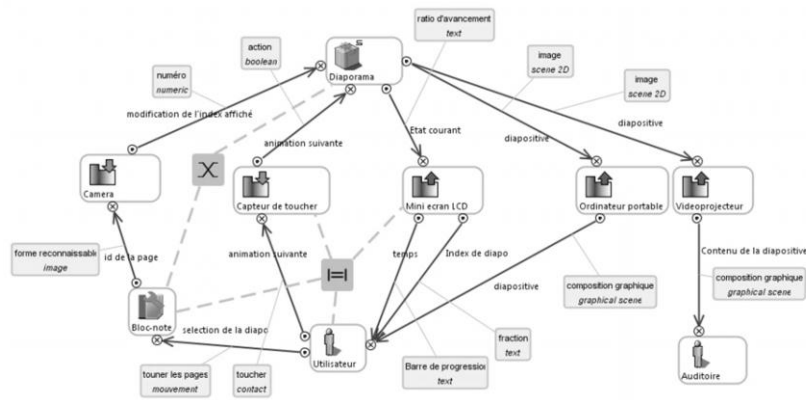 ratio d'avancement
text
action
boolean
numéro
numeric
S
Diaporama
image
scene 2D
image
scene 2D
modification de l'index affiché
Etat courant
diapositive
diapositive
animation suivante
Camera
Capteur de toucher
Mini ecran LCD
Ordinateur portable
Videoprojecteur
forme reconnaissable
image
id de la page
animation suivante
temps
Index de diapo
diapositive
Contenu de la diapositive
composition graphique
graphical scene
composition graphique
graphical scene
Bloc-note
selection de la diapo
Utilisateur
fraction
text
Auditoire
touner les pages
mouvement
toucher
contact
Barre de progression
text